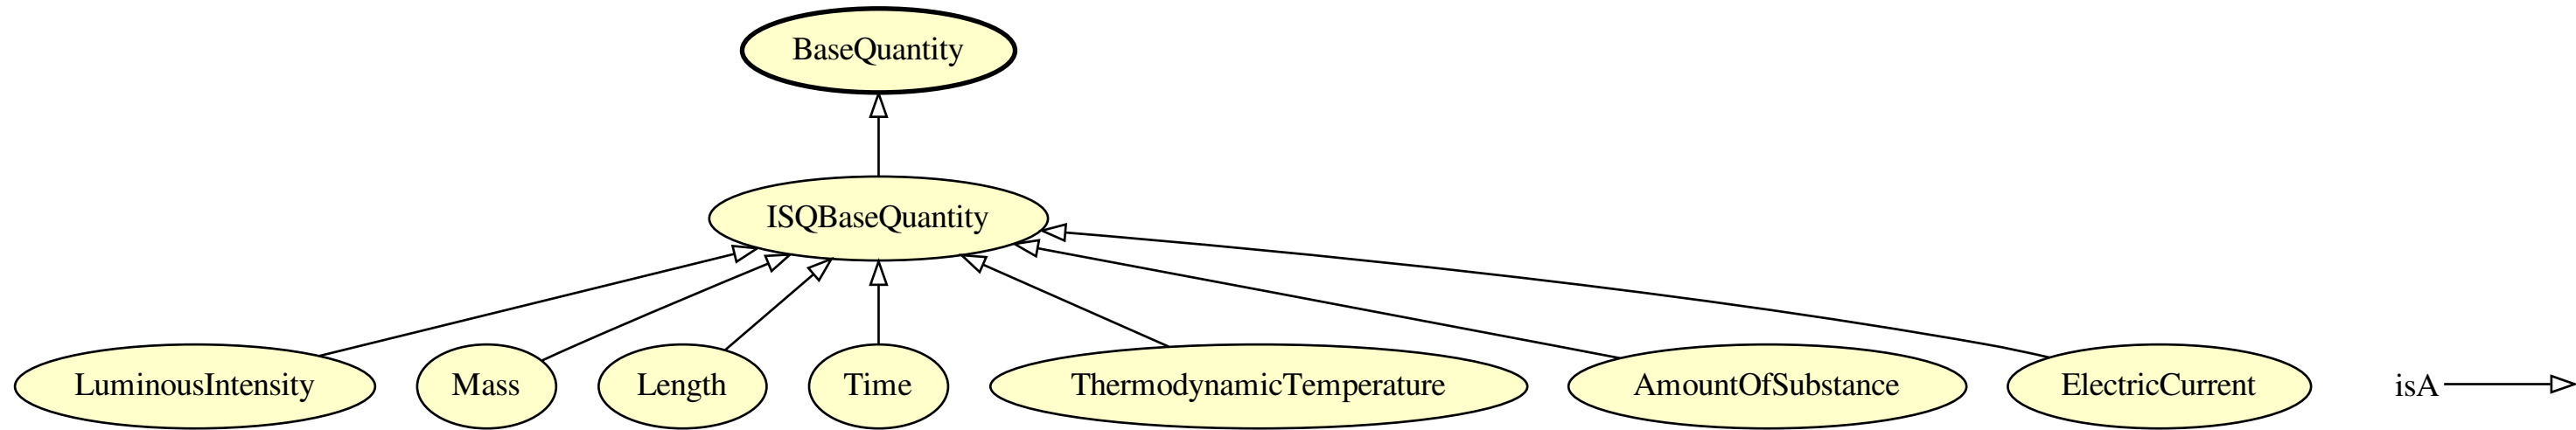 BaseQuantity
ISQBaseQuantity
LuminousIntensity
Mass
Length
Time
ThermodynamicTemperature
AmountOfSubstance
ElectricCurrent
isA